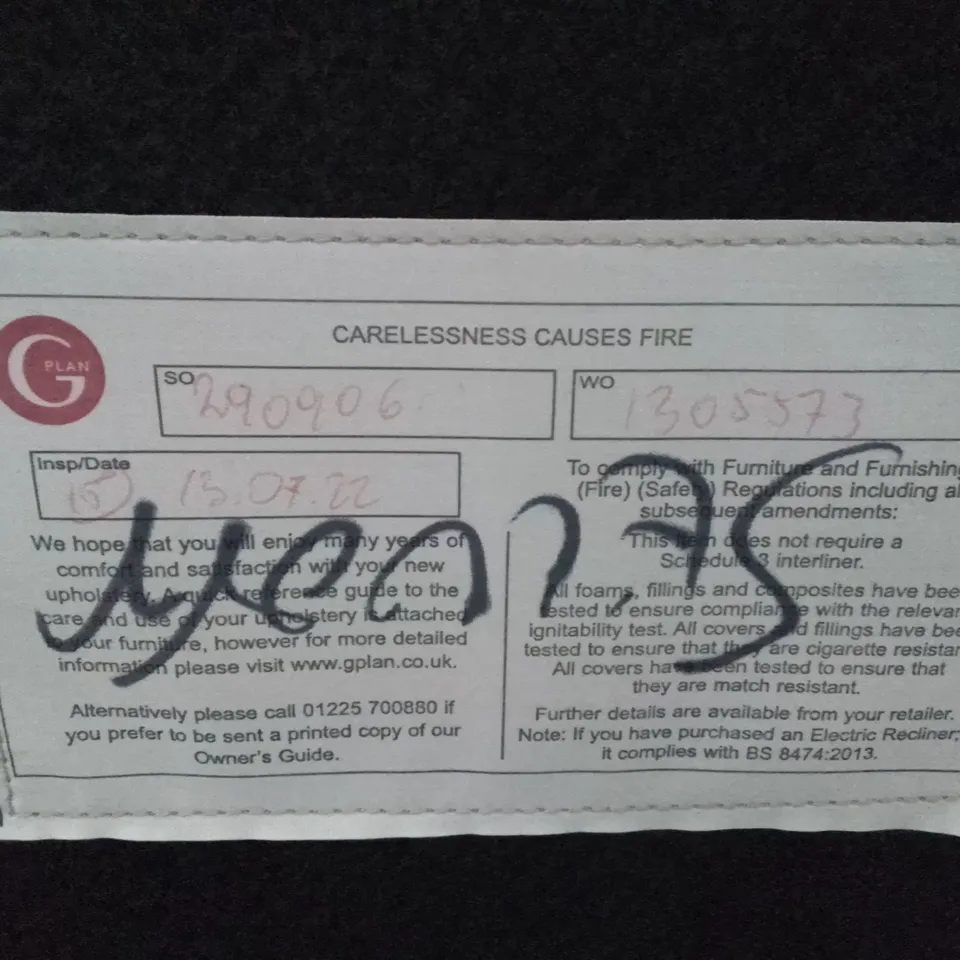 G PLAN
CARELESSNESS CAUSES FIRE
SO 290906
WO 1305573
Insp/Date
15 13.07.22
We hope that you will enjoy many years of
comfort and satisfaction with your new
upholstery. A quick reference guide to the
care and use of your upholstery is attached
to your furniture, however for more detailed
information please visit www.gplan.co.uk.
Alternatively please call 01225 700880 if
you prefer to be sent a printed copy of our
Owner's Guide.
To comply with Furniture and Furnishing
(Fire) (Safety) Regulations including al
subsequent amendments:
This item does not require a
Schedule 3 interliner.
All foams, fillings and composites have bee
tested to ensure compliance with the relevan
ignitability test. All covers and fillings have bee
tested to ensure that they are cigarette resistan
All covers have been tested to ensure that
they are match resistant.
Further details are available from your retailer.
Note: If you have purchased an Electric Recliner,
it complies with BS 8474:2013.